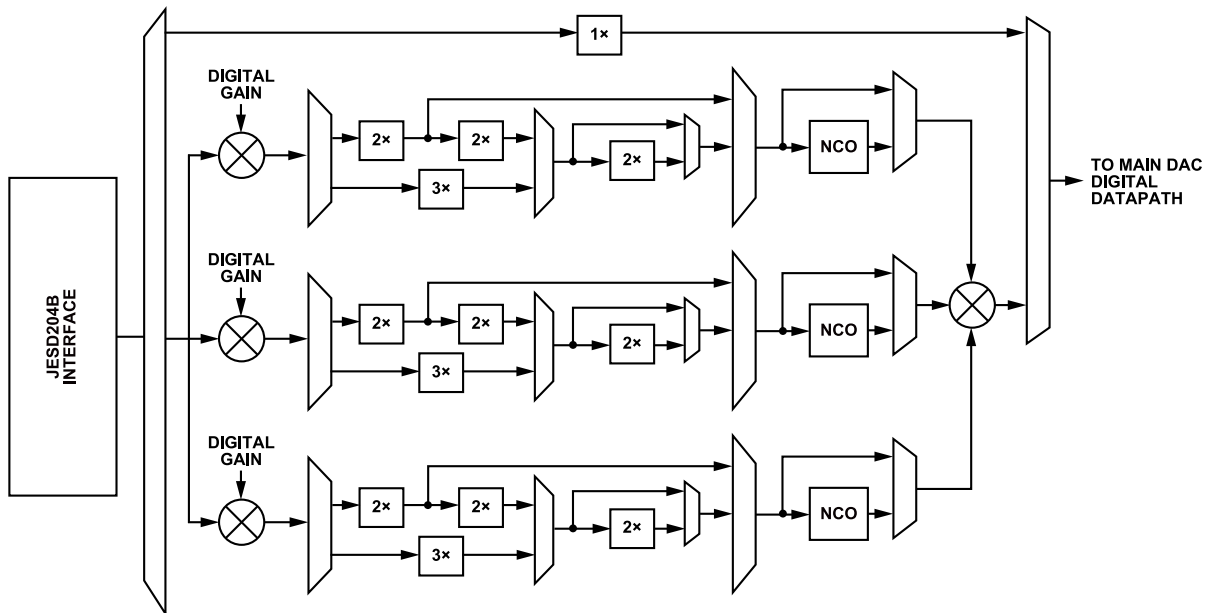 1×
DIGITAL
GAIN
2×
2×
3×
2×
NCO
TO MAIN DAC
DIGITAL
DATAPATH
JESD204B
INTERFACE
DIGITAL
GAIN
2×
2×
3×
2×
NCO
DIGITAL
GAIN
2×
2×
3×
2×
NCO